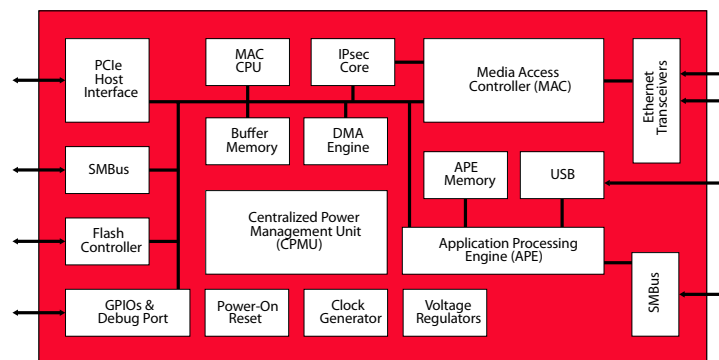 PCIe
Host
Interface
MAC
CPU
IPsec
Core
Media Access
Controller (MAC)
Ethernet
Transceivers
Buffer
Memory
DMA
Engine
SMBus
APE
Memory
USB
Centralized Power
Management Unit
(CPMU)
Flash
Controller
Application Processing
Engine (APE)
SMBus
GPIOs &
Debug Port
Power-On
Reset
Clock
Generator
Voltage
Regulators